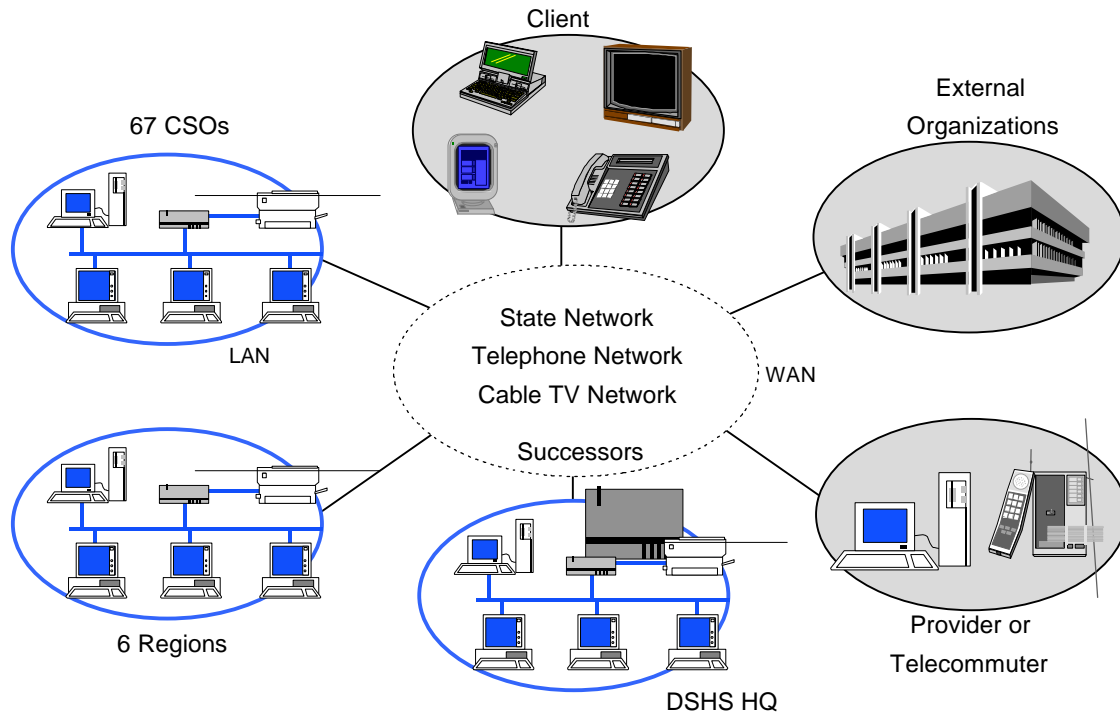 Client
67 CSOs
External
Organizations
State Network
Telephone Network
Cable TV Network
Successors
LAN
WAN
6 Regions
DSHS HQ
Provider or
Telecommuter